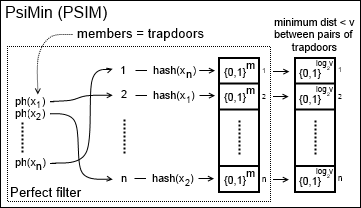 PsiMin (PSIM)
members = trapdoors
minimum dist < v
between pairs of
trapdoors
ph(x₁)
ph(x₂)
ph(xₙ)
1 — hash(xₙ) {0,1}ᵐ 1 {0,1}^log₂v 1
2 — hash(x₁) {0,1}ᵐ 2 {0,1}^log₂v 2
n — hash(x₂) {0,1}ᵐ n {0,1}^log₂v n
Perfect filter